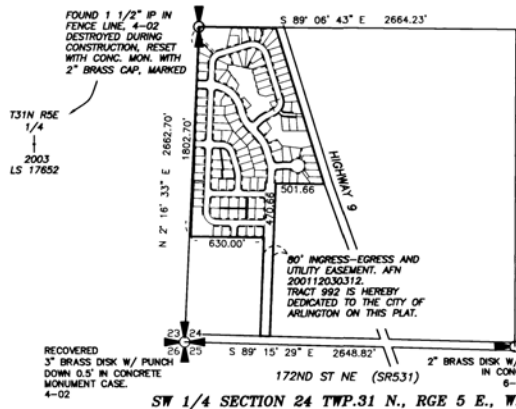 FOUND 1 1/2" IP IN
FENCE LINE, 4-02
DESTROYED DURING
CONSTRUCTION, RESET
WITH CONC. MON. WITH
2" BRASS CAP, MARKED
S 89° 06' 43" E 2664.23'
T31N R5E
1/4
2003
LS 17652
N 2° 16' 33" E 2662.70'
1802.70'
HIGHWAY 9
501.66
470.66
630.00'
80' INGRESS-EGRESS AND
UTILITY EASEMENT. AFN
200112030312.
TRACT 992 IS HEREBY
DEDICATED TO THE CITY OF
ARLINGTON ON THIS PLAT.
23 24
26 25
RECOVERED
3" BRASS DISK W/ PUNCH
DOWN 0.5' IN CONCRETE
MONUMENT CASE.
4-02
S 89° 15' 29" E 2648.82'
172ND ST NE (SR531)
2" BRASS DISK W/
IN CONC
6-
SW 1/4 SECTION 24 TWP.31 N., RGE 5 E., W